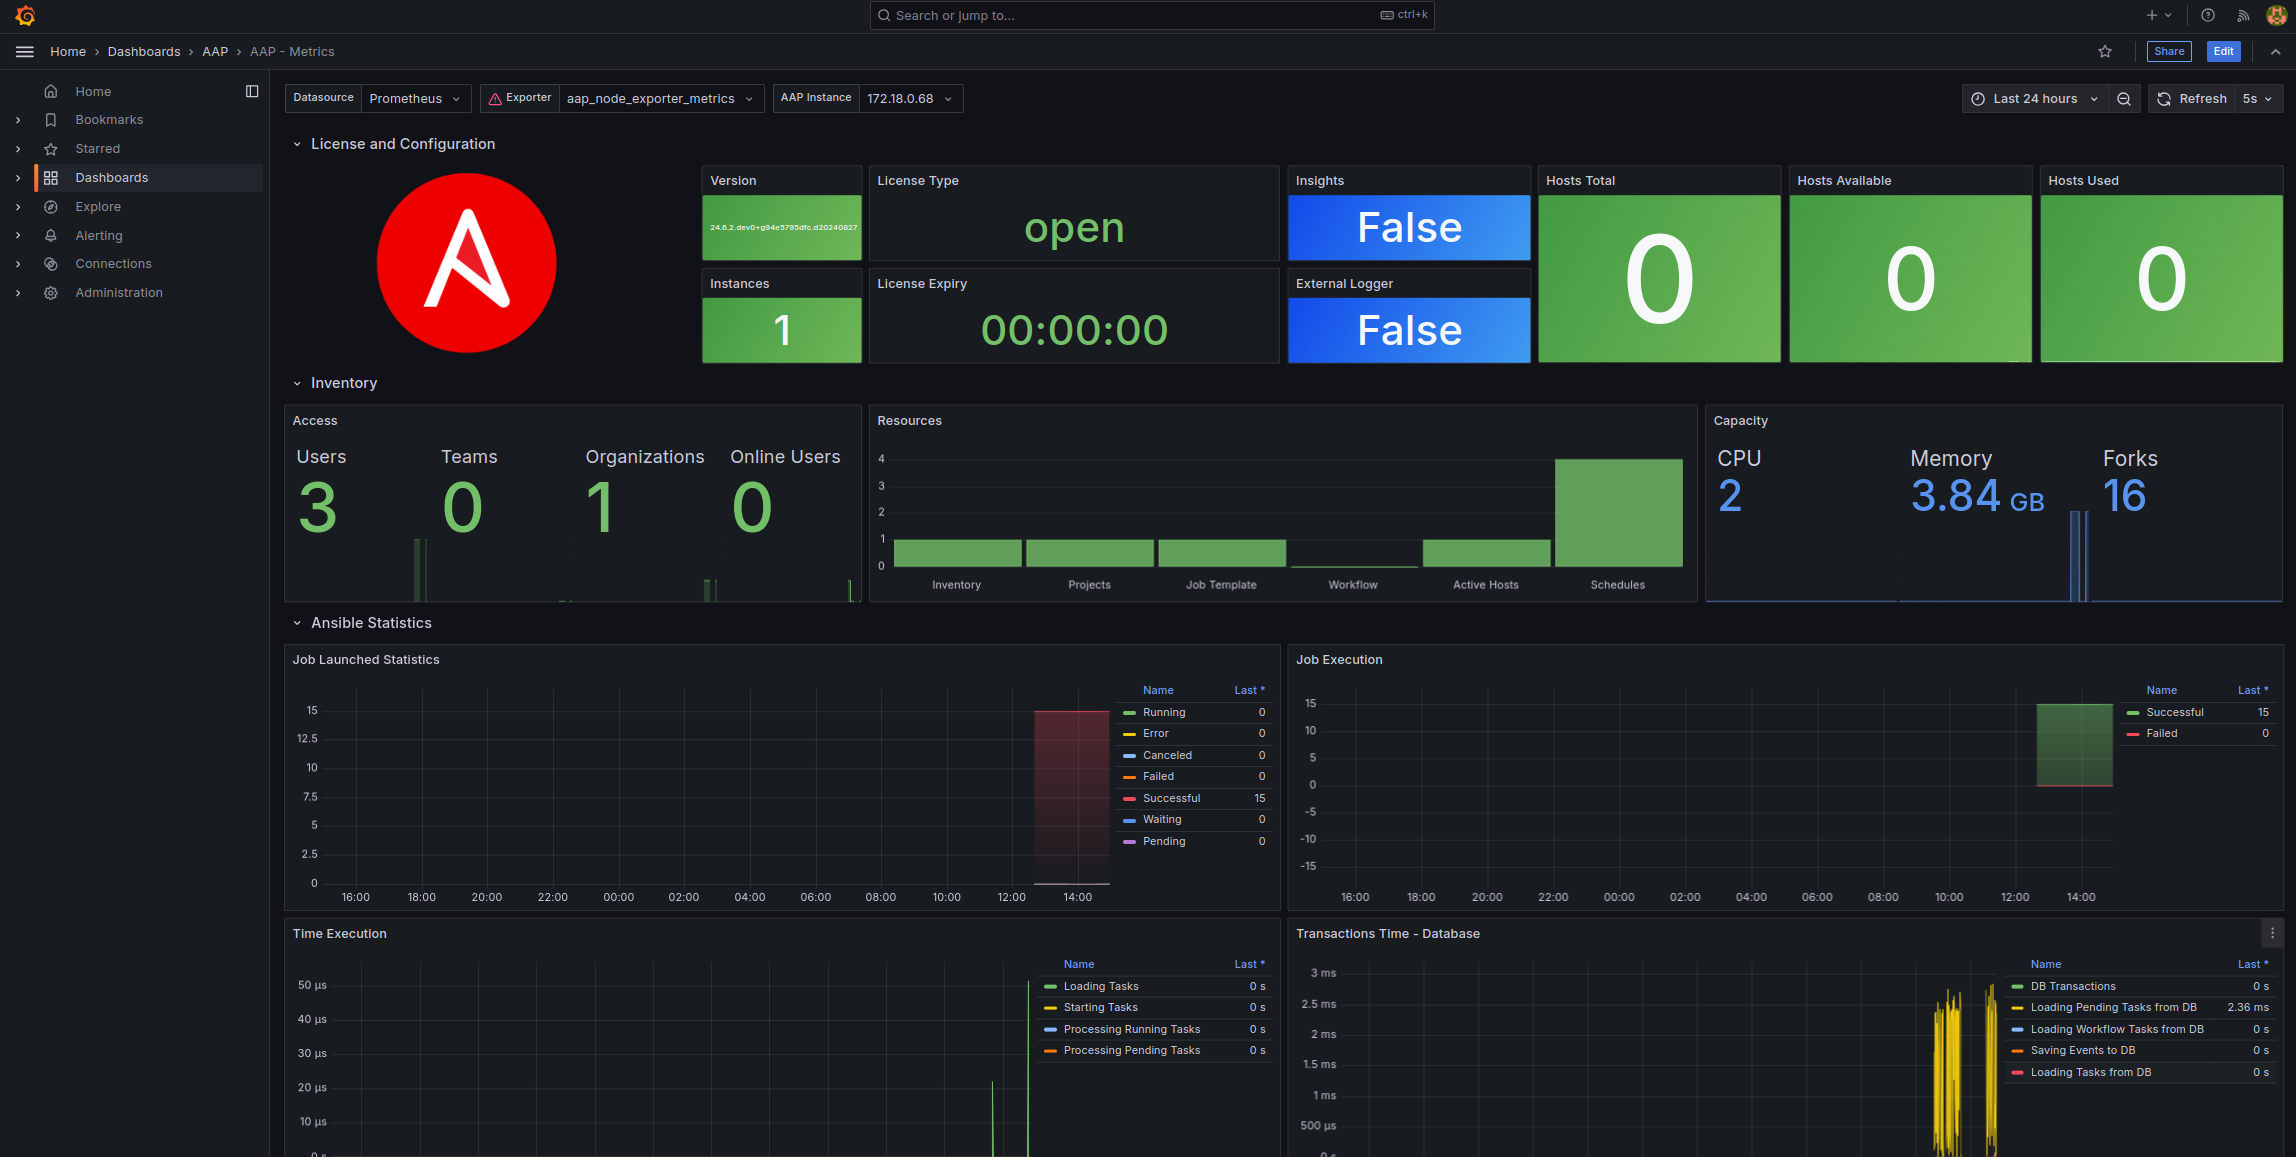 Search or jump to...
ctrl+k
Home › Dashboards › AAP › AAP - Metrics
Share
Edit
Home
Bookmarks
Starred
Dashboards
Explore
Alerting
Connections
Administration
Datasource Prometheus
Exporter aap_node_exporter_metrics
AAP Instance 172.18.0.68
Last 24 hours
Refresh 5s
License and Configuration
Version
24.6.2.dev0+g94e5795dfc.d20240827
License Type
open
Insights
False
Hosts Total
0
Hosts Available
0
Hosts Used
0
Instances
1
License Expiry
00:00:00
External Logger
False
Inventory
Access
Users
3
Teams
0
Organizations
1
Online Users
0
Resources
4
3
2
1
0
Inventory Projects Job Template Workflow Active Hosts Schedules
Capacity
CPU
2
Memory
3.84 GB
Forks
16
Ansible Statistics
Job Launched Statistics
15
12.5
10
7.5
5
2.5
0
16:00 18:00 20:00 22:00 00:00 02:00 04:00 06:00 08:00 10:00 12:00 14:00
Name Last *
Running 0
Error 0
Canceled 0
Failed 0
Successful 15
Waiting 0
Pending 0
Job Execution
15
10
5
0
-5
-10
-15
16:00 18:00 20:00 22:00 00:00 02:00 04:00 06:00 08:00 10:00 12:00 14:00
Name Last *
Successful 15
Failed 0
Time Execution
50 µs
40 µs
30 µs
20 µs
10 µs
0 s
Name Last *
Loading Tasks 0 s
Starting Tasks 0 s
Processing Running Tasks 0 s
Processing Pending Tasks 0 s
Transactions Time - Database
3 ms
2.5 ms
2 ms
1.5 ms
1 ms
500 µs
0 s
Name Last *
DB Transactions 0 s
Loading Pending Tasks from DB 2.36 ms
Loading Workflow Tasks from DB 0 s
Saving Events to DB 0 s
Loading Tasks from DB 0 s